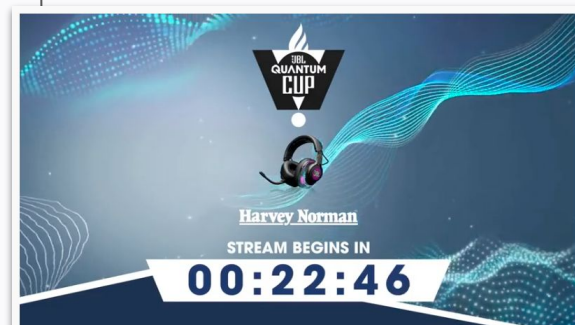 JBL
QUANTUM
CUP
Harvey Norman
STREAM BEGINS IN
00:22:46